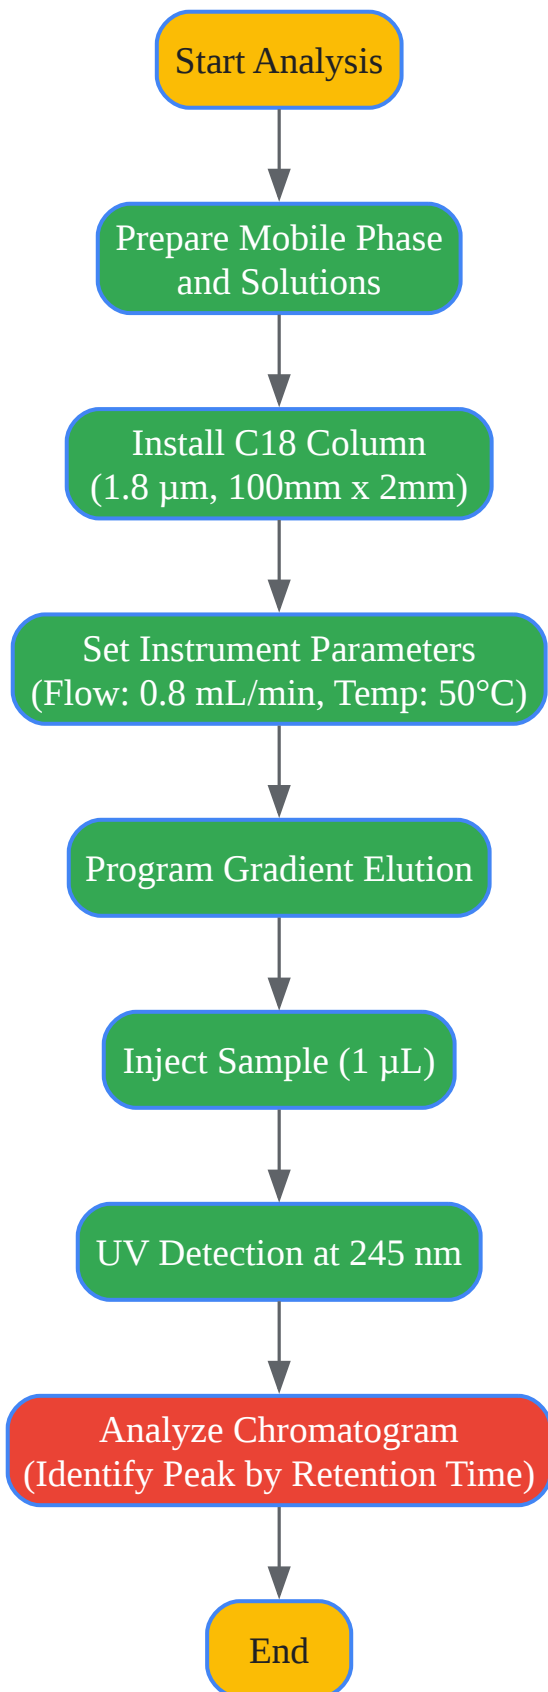 Start Analysis
Prepare Mobile Phase
and Solutions
Install C18 Column
(1.8 µm, 100mm x 2mm)
Set Instrument Parameters
(Flow: 0.8 mL/min, Temp: 50°C)
Program Gradient Elution
Inject Sample (1 µL)
UV Detection at 245 nm
Analyze Chromatogram
(Identify Peak by Retention Time)
End